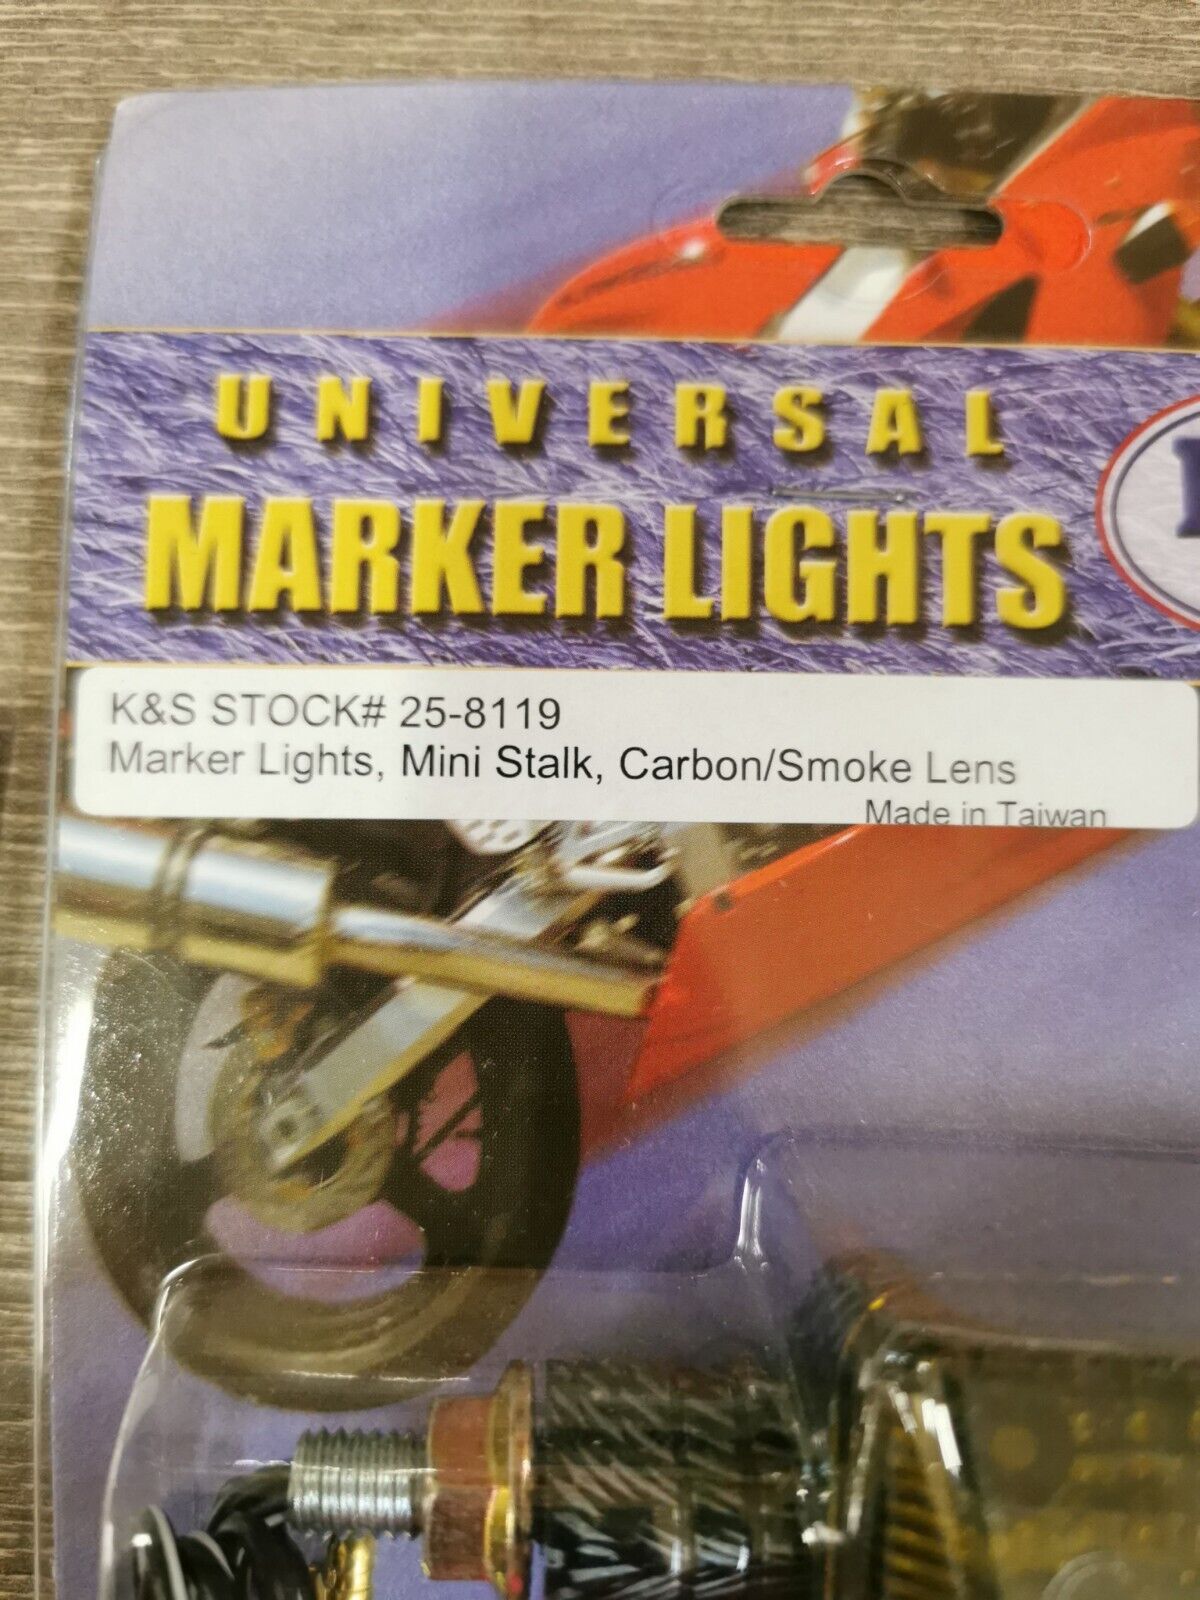 UNIVERSAL
MARKER LIGHTS
K&S STOCK# 25-8119
Marker Lights, Mini Stalk, Carbon/Smoke Lens
Made in Taiwan